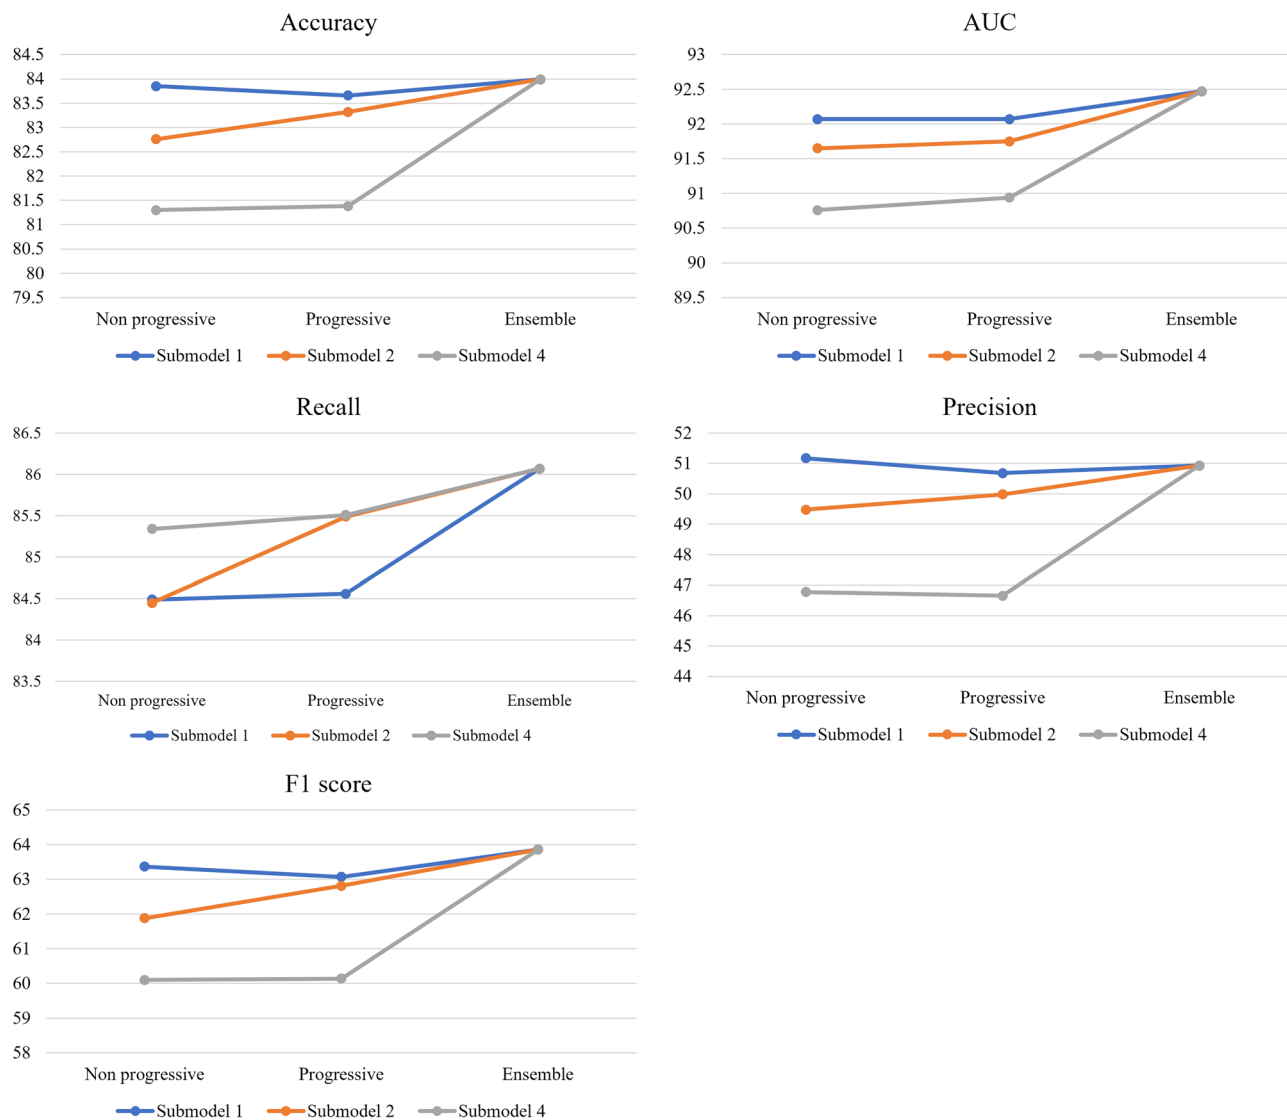 Accuracy
84.5
84
83.5
83
82.5
82
81.5
81
80.5
80
79.5
Non progressive Progressive Ensemble
Submodel 1 Submodel 2 Submodel 4
AUC
93
92.5
92
91.5
91
90.5
90
89.5
Non progressive Progressive Ensemble
Submodel 1 Submodel 2 Submodel 4
Recall
86.5
86
85.5
85
84.5
84
83.5
Non progressive Progressive Ensemble
Submodel 1 Submodel 2 Submodel 4
Precision
52
51
50
49
48
47
46
45
44
Non progressive Progressive Ensemble
Submodel 1 Submodel 2 Submodel 4
F1 score
65
64
63
62
61
60
59
58
Non progressive Progressive Ensemble
Submodel 1 Submodel 2 Submodel 4